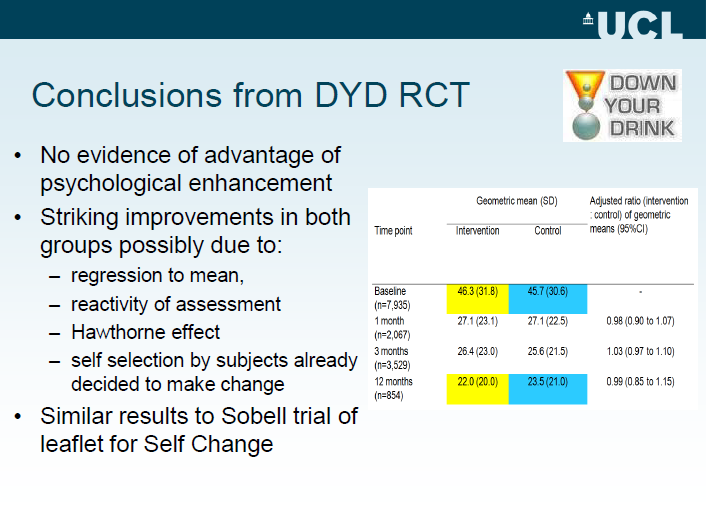 UCL
Conclusions from DYD RCT
DOWN
YOUR
DRINK
• No evidence of advantage of
psychological enhancement
• Striking improvements in both
groups possibly due to:
– regression to mean,
– reactivity of assessment
– Hawthorne effect
– self selection by subjects already
decided to make change
• Similar results to Sobell trial of
leaflet for Self Change
Geometric mean (SD) Adjusted ratio (intervention
: control) of geometric
Time point Intervention Control means (95%CI)
Baseline 46.3 (31.8) 45.7 (30.6) -
(n=7,935)
1 month 27.1 (23.1) 27.1 (22.5) 0.98 (0.90 to 1.07)
(n=2,067)
3 months 26.4 (23.0) 25.6 (21.5) 1.03 (0.97 to 1.10)
(n=3,529)
12 months 22.0 (20.0) 23.5 (21.0) 0.99 (0.85 to 1.15)
(n=854)